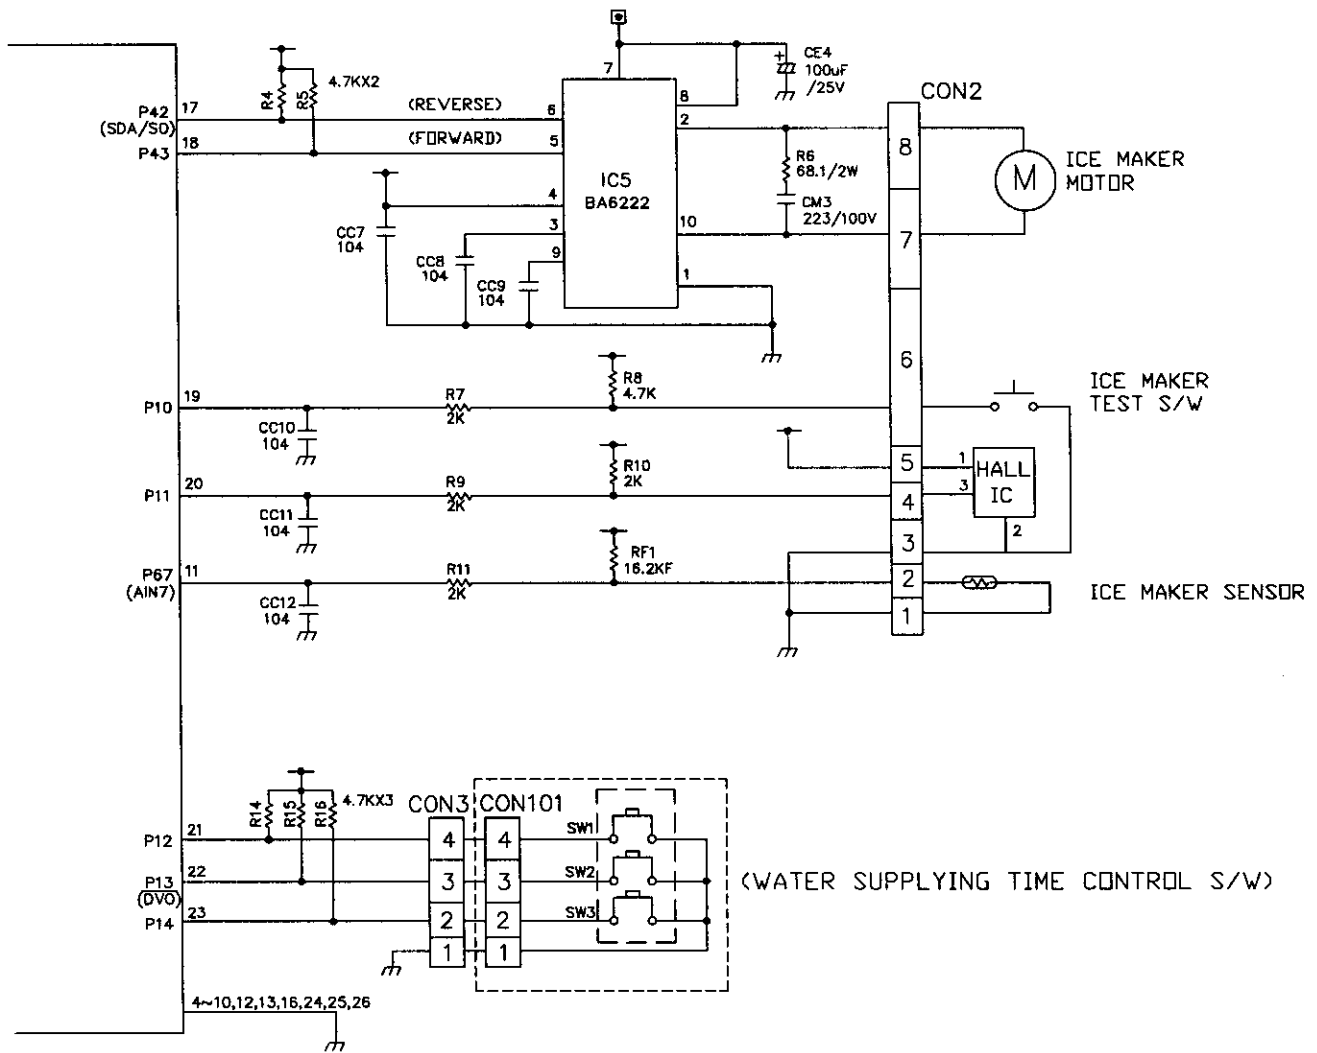 7
CE4
100uF
/25V
4.7KX2
R4
R5
8
CON2
P42
17
(REVERSE)
6
(SDA/SO)
2
18
(FORWARD)
P43
5
8
R6
68.1/2W
ICE MAKER
MOTOR
M
IC5
BA6222
4
CM3
223/100V
CC7
104
3
10
7
CC8
104
9
CC9
104
1
6
R8
4.7K
ICE MAKER
TEST S/W
P10
19
R7
2K
CC10
104
5
1
HALL
IC
R10
2K
P11
20
R9
2K
4
3
CC11
104
3
2
RF1
16.2KF
P67
(AIN7)
11
R11
2K
2
ICE MAKER SENSOR
CC12
104
1
R14
R15
R16
4.7KX3
CON3
CON101
P12
21
4
4
SW1
P13
(DVO)
22
3
3
SW2
(WATER SUPPLYING TIME CONTROL S/W)
P14
23
2
2
SW3
1
1
4~10,12,13,16,24,25,26